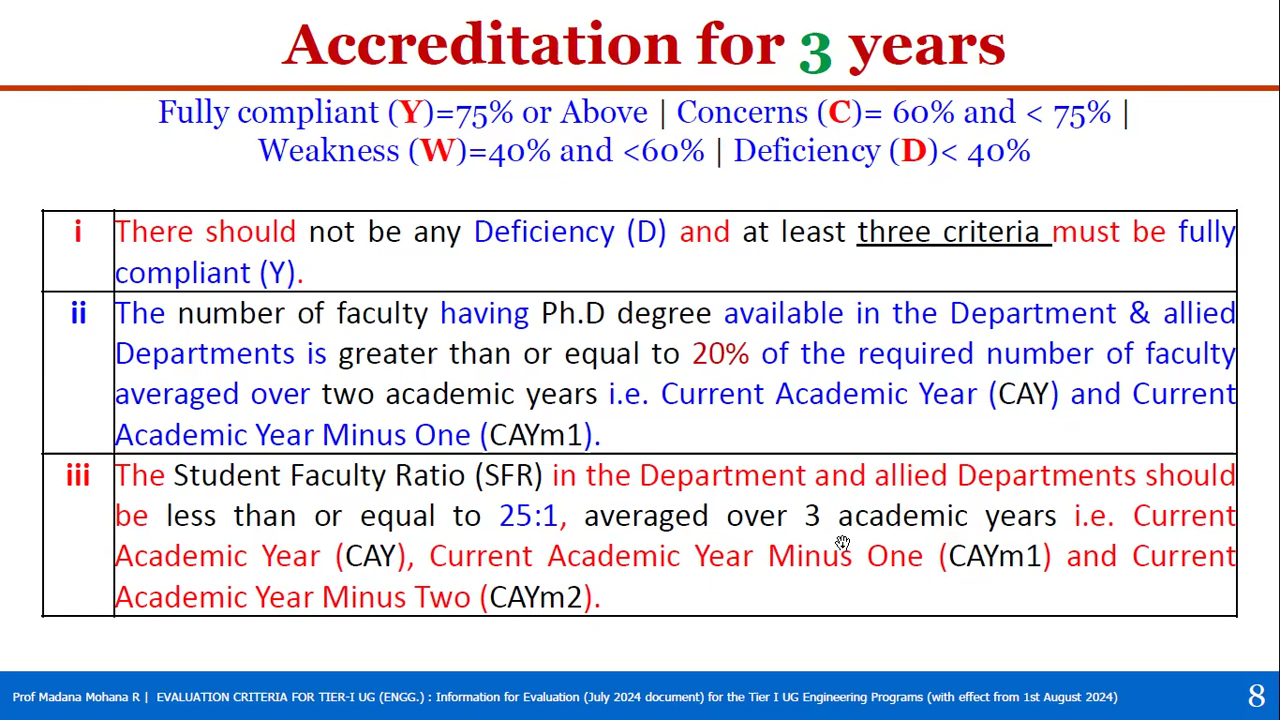 Accreditation for 3 years
Fully compliant (Y)=75% or Above | Concerns (C)= 60% and < 75% |
Weakness (W)=40% and <60% | Deficiency (D)< 40%
i There should not be any Deficiency (D) and at least three criteria must be fully
compliant (Y).
ii The number of faculty having Ph.D degree available in the Department & allied
Departments is greater than or equal to 20% of the required number of faculty
averaged over two academic years i.e. Current Academic Year (CAY) and Current
Academic Year Minus One (CAYm1).
iii The Student Faculty Ratio (SFR) in the Department and allied Departments should
be less than or equal to 25:1, averaged over 3 academic years i.e. Current
Academic Year (CAY), Current Academic Year Minus One (CAYm1) and Current
Academic Year Minus Two (CAYm2).
Prof Madana Mohana R | EVALUATION CRITERIA FOR TIER-I UG (ENGG.) : Information for Evaluation (July 2024 document) for the Tier I UG Engineering Programs (with effect from 1st August 2024) 8